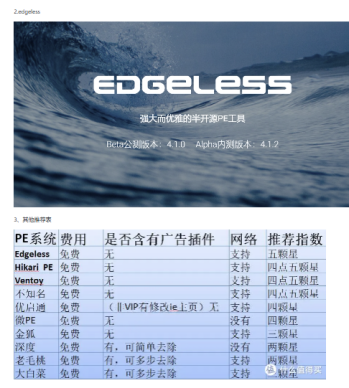 2.edgeless
EDGELESS
强大而优雅的半开源PE工具
Beta公测版本：4.1.0 Alpha内测版本：4.1.2
3、其他推荐表
PE系统 费用 是否含有广告插件 网络 推荐指数
Edgeless 免费 无 支持 五颗星
Hikari PE 免费 无 支持 四点五颗星
Ventoy 免费 无 支持 四点五颗星
不知名 免费 无 支持 四点五颗星
优启通 免费 （非VIP有修改ie主页）无 支持 四颗星
微PE 免费 无 没有 四颗星
金狐 免费 无 支持 三颗星
深度 免费 有，可简单去除 没有 两颗星
老毛桃 免费 有，可多步去除 支持 两颗星
大白菜 免费 有，可多步去除 支持
值 什么值得买